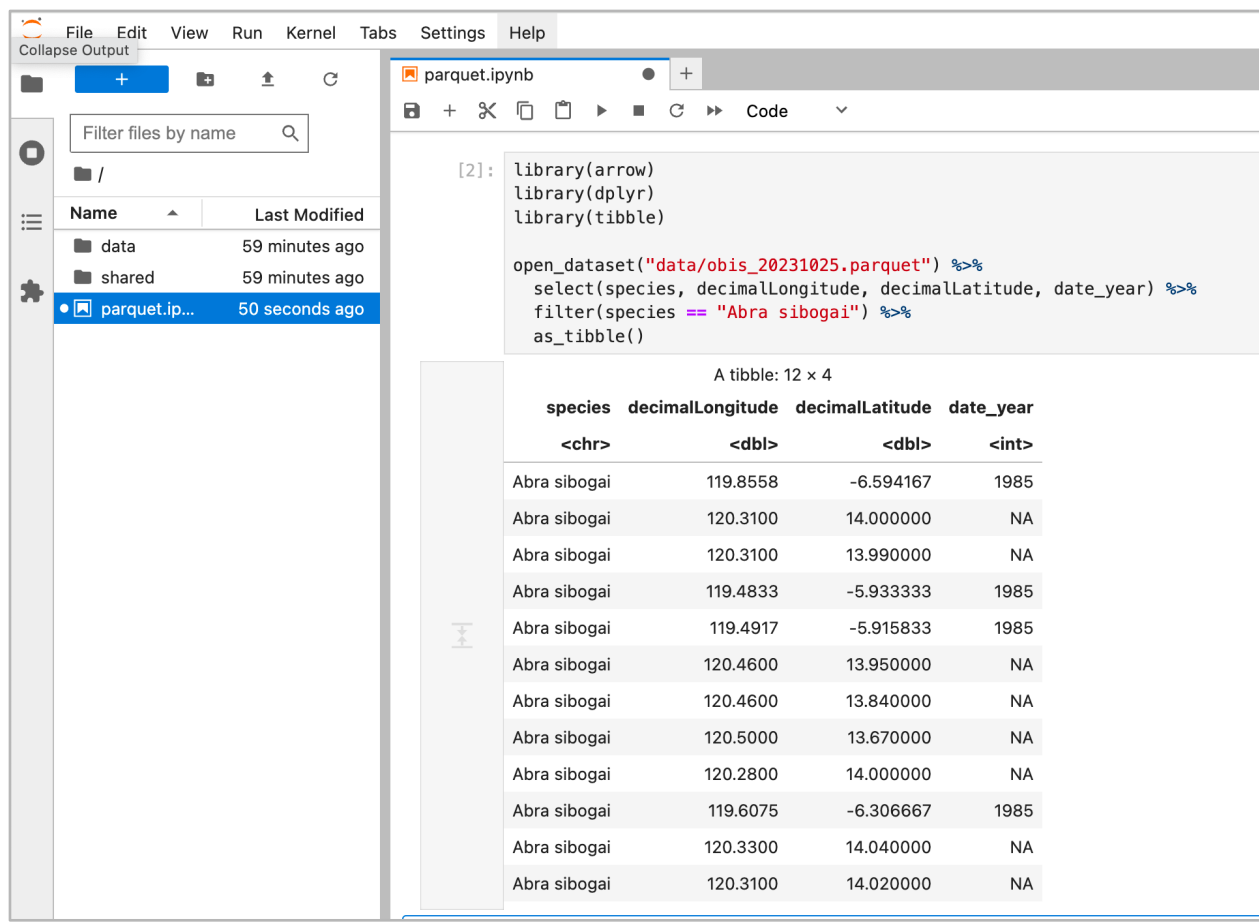 File Edit View Run Kernel Tabs Settings Help
Collapse Output
parquet.ipynb
Code
Filter files by name
/
Name Last Modified
data 59 minutes ago
shared 59 minutes ago
parquet.ip... 50 seconds ago
[2]:
library(arrow)
library(dplyr)
library(tibble)
open_dataset("data/obis_20231025.parquet") %>%
select(species, decimalLongitude, decimalLatitude, date_year) %>%
filter(species == "Abra sibogai") %>%
as_tibble()
A tibble: 12 × 4
species decimalLongitude decimalLatitude date_year
<chr> <dbl> <dbl> <int>
Abra sibogai 119.8558 -6.594167 1985
Abra sibogai 120.3100 14.000000 NA
Abra sibogai 120.3100 13.990000 NA
Abra sibogai 119.4833 -5.933333 1985
Abra sibogai 119.4917 -5.915833 1985
Abra sibogai 120.4600 13.950000 NA
Abra sibogai 120.4600 13.840000 NA
Abra sibogai 120.5000 13.670000 NA
Abra sibogai 120.2800 14.000000 NA
Abra sibogai 119.6075 -6.306667 1985
Abra sibogai 120.3300 14.040000 NA
Abra sibogai 120.3100 14.020000 NA